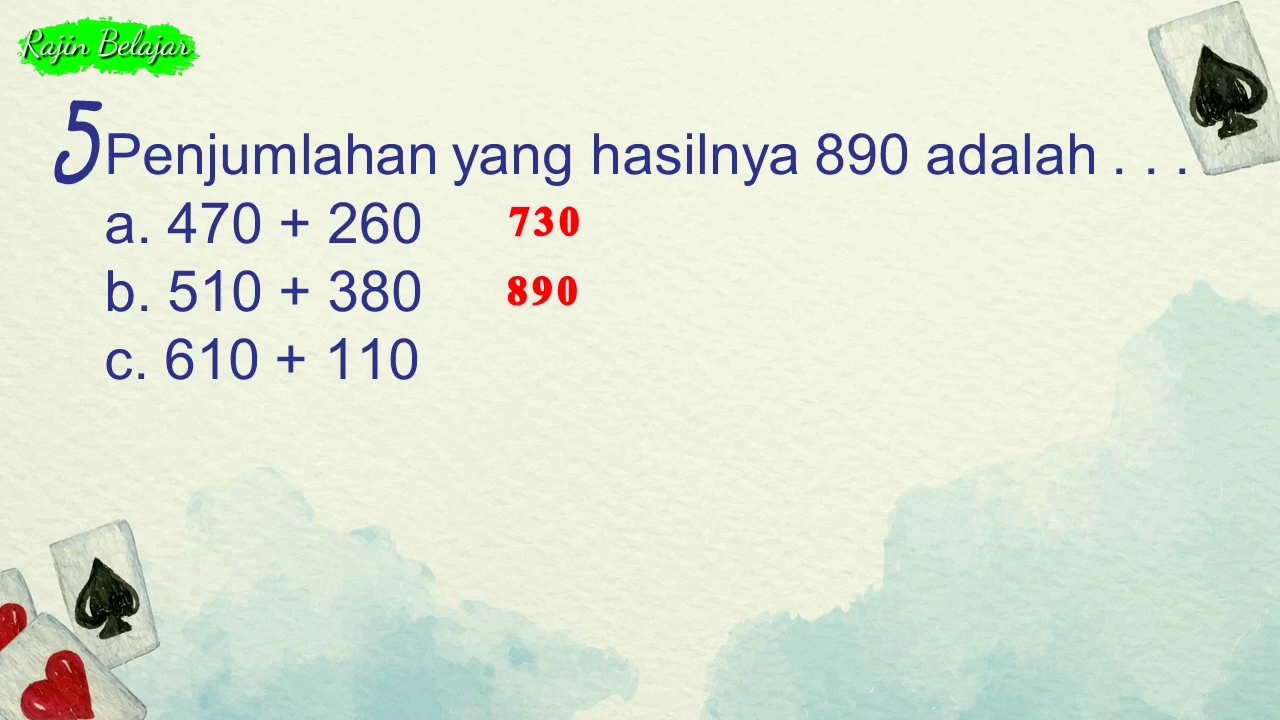 Rajin Belajar
5 Penjumlahan yang hasilnya 890 adalah . . .
a. 470 + 260 730
b. 510 + 380 890
c. 610 + 110